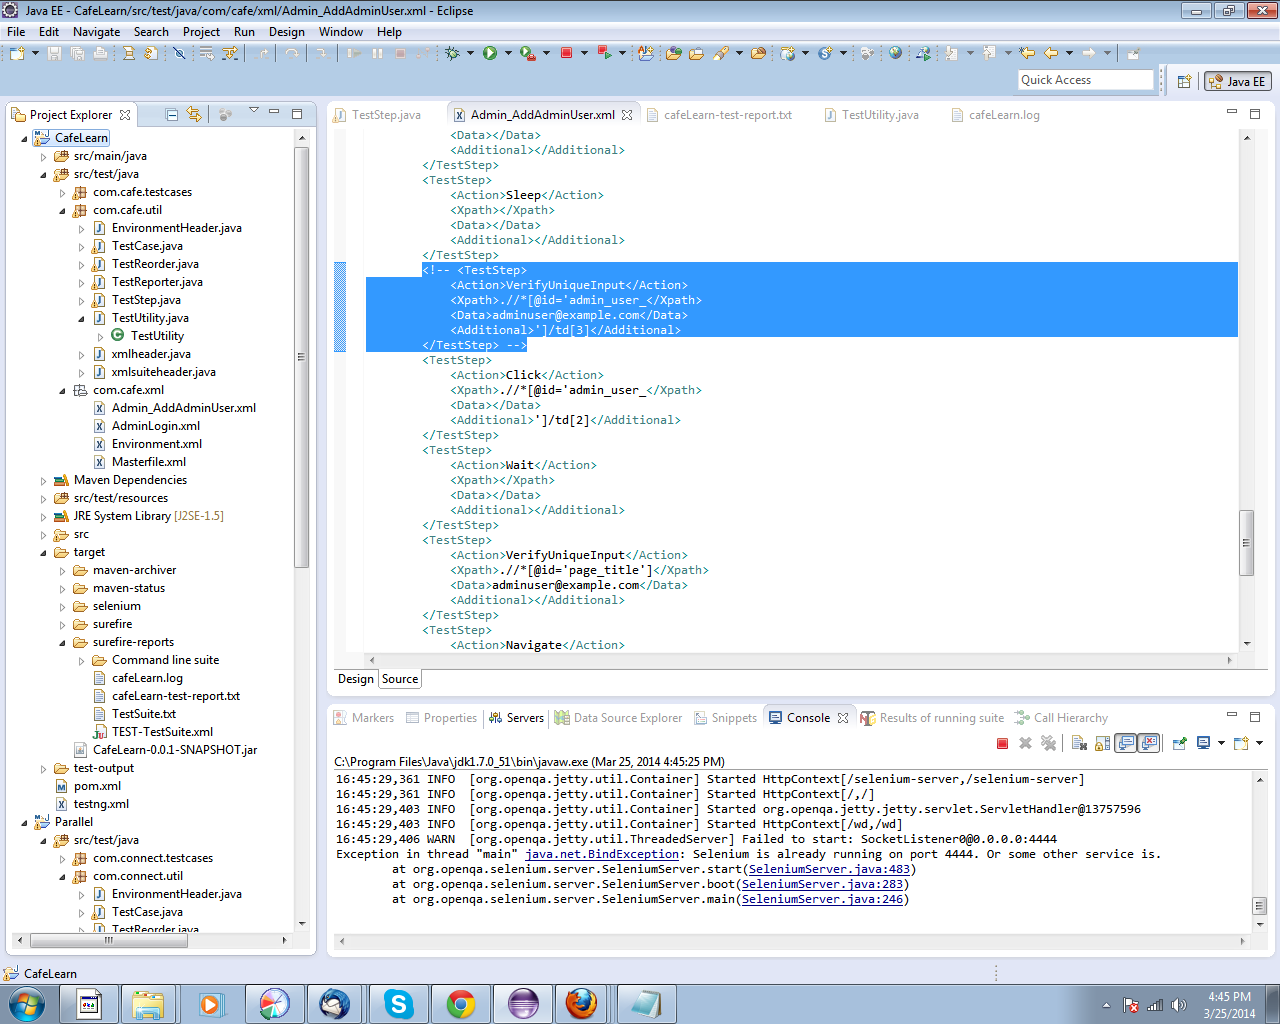 Java EE - CafeLearn/src/test/java/com/cafe/xml/Admin_AddAdminUser.xml - Eclipse
File Edit Navigate Search Project Run Design Window Help
Quick Access
Java EE
Project Explorer
CafeLearn
src/main/java
src/test/java
com.cafe.testcases
com.cafe.util
EnvironmentHeader.java
TestCase.java
TestReorder.java
TestReporter.java
TestStep.java
TestUtility.java
TestUtility
xmlheader.java
xmlsuiteheader.java
com.cafe.xml
Admin_AddAdminUser.xml
AdminLogin.xml
Environment.xml
Masterfile.xml
Maven Dependencies
src/test/resources
JRE System Library [J2SE-1.5]
src
target
maven-archiver
maven-status
selenium
surefire
surefire-reports
Command line suite
cafeLearn.log
cafeLearn-test-report.txt
TestSuite.txt
TEST-TestSuite.xml
CafeLearn-0.0.1-SNAPSHOT.jar
test-output
pom.xml
testng.xml
Parallel
src/test/java
com.connect.testcases
com.connect.util
EnvironmentHeader.java
TestCase.java
TestReorder.java
TestStep.java Admin_AddAdminUser.xml cafeLearn-test-report.txt TestUtility.java cafeLearn.log
<Data></Data>
<Additional></Additional>
</TestStep>
<TestStep>
<Action>Sleep</Action>
<Xpath></Xpath>
<Data></Data>
<Additional></Additional>
</TestStep>
<!-- <TestStep>
<Action>VerifyUniqueInput</Action>
<Xpath>.//*[@id='admin_user_</Xpath>
<Data>adminuser@example.com</Data>
<Additional>']/td[3]</Additional>
</TestStep> -->
<TestStep>
<Action>Click</Action>
<Xpath>.//*[@id='admin_user_</Xpath>
<Data></Data>
<Additional>']/td[2]</Additional>
</TestStep>
<TestStep>
<Action>Wait</Action>
<Xpath></Xpath>
<Data></Data>
<Additional></Additional>
</TestStep>
<TestStep>
<Action>VerifyUniqueInput</Action>
<Xpath>.//*[@id='page_title']</Xpath>
<Data>adminuser@example.com</Data>
<Additional></Additional>
</TestStep>
<TestStep>
<Action>Navigate</Action>
Design Source
Markers Properties Servers Data Source Explorer Snippets Console Results of running suite Call Hierarchy
C:\Program Files\Java\jdk1.7.0_51\bin\javaw.exe (Mar 25, 2014 4:45:25 PM)
16:45:29,361 INFO [org.openqa.jetty.util.Container] Started HttpContext[/selenium-server,/selenium-server]
16:45:29,361 INFO [org.openqa.jetty.util.Container] Started HttpContext[/,/]
16:45:29,403 INFO [org.openqa.jetty.util.Container] Started org.openqa.jetty.jetty.servlet.ServletHandler@13757596
16:45:29,403 INFO [org.openqa.jetty.util.Container] Started HttpContext[/wd,/wd]
16:45:29,406 WARN [org.openqa.jetty.util.ThreadedServer] Failed to start: SocketListener0@0.0.0.0:4444
Exception in thread "main" java.net.BindException: Selenium is already running on port 4444. Or some other service is.
at org.openqa.selenium.server.SeleniumServer.start(SeleniumServer.java:483)
at org.openqa.selenium.server.SeleniumServer.boot(SeleniumServer.java:283)
at org.openqa.selenium.server.SeleniumServer.main(SeleniumServer.java:246)
CafeLearn
4:45 PM
3/25/2014